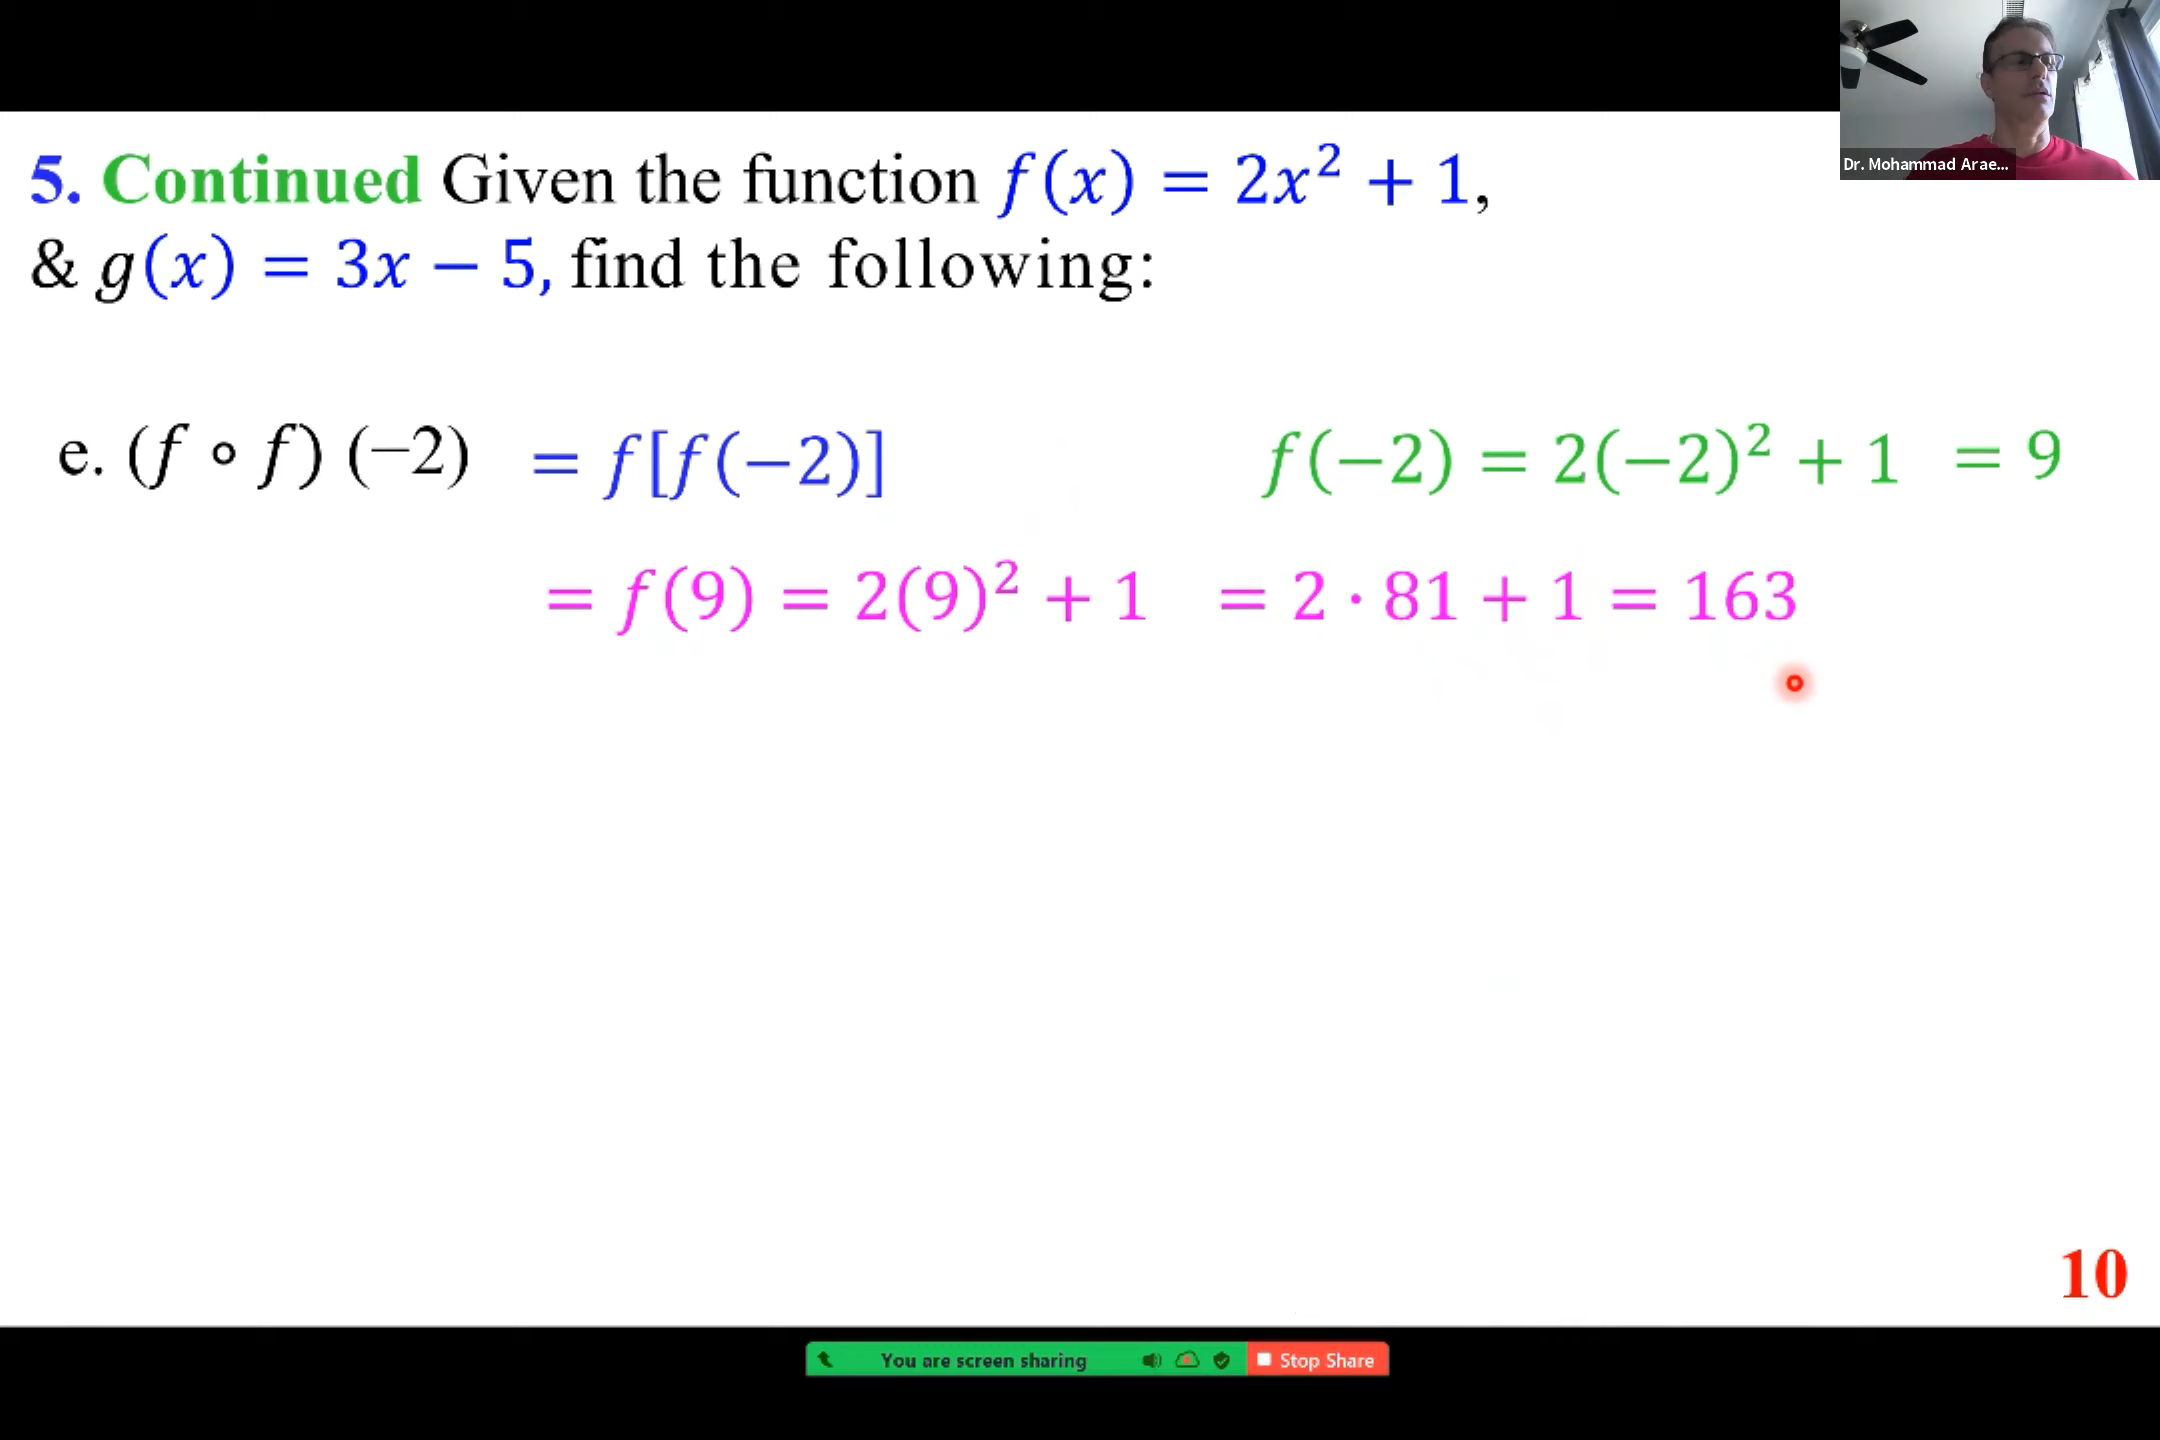 Dr. Mohammad Arae...
5. Continued Given the function f(x) = 2x² + 1,
& g(x) = 3x − 5, find the following:
e. (f ∘ f) (−2) = f[f(−2)] f(−2) = 2(−2)² + 1 = 9
= f(9) = 2(9)² + 1 = 2 · 81 + 1 = 163
10
You are screen sharing Stop Share